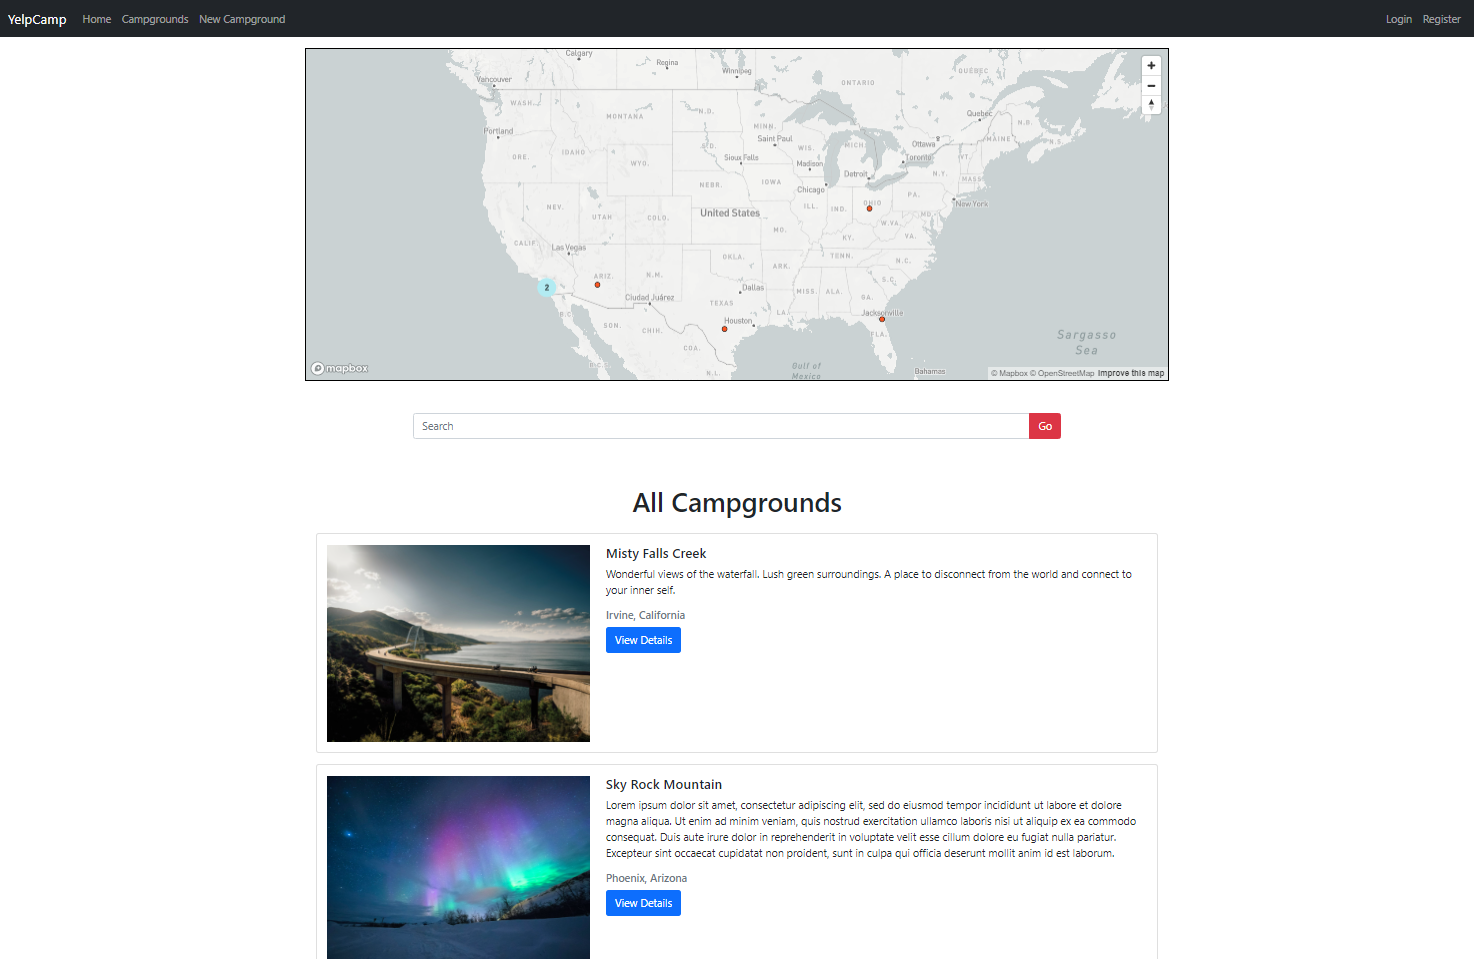 YelpCamp Home Campgrounds New Campground Login Register
Calgary
Regina
Winnipeg
Vancouver
ONTARIO
QUÉBEC
WASH.
MONTANA
N.D.
MINN.
Quebec
N.B.
Portland
Saint Paul
Ottawa
MAINE
N.S.
ORE.
IDAHO
WYO.
S.D.
Sioux Falls
WIS.
Madison
MICH.
Toronto
VT.
NEBR.
IOWA
Chicago
Detroit
N.Y.
MASS.
NEV.
UTAH
COLO.
United States
ILL.
IND.
OHIO
PA.
New York
CALIF.
Las Vegas
MO.
KY.
W.VA.
VA.
MD.
OKLA.
ARK.
TENN.
N.C.
2
ARIZ.
N.M.
Ciudad Juárez
TEXAS
Dallas
MISS.
ALA.
GA.
S.C.
B.C.
SON.
CHIH.
Houston
LA.
Jacksonville
FLA.
COA.
B.C.S.
N.L.
Gulf of
Mexico
Bahamas
Sargasso
Sea
mapbox
© Mapbox © OpenStreetMap Improve this map
Search Go
All Campgrounds
Misty Falls Creek
Wonderful views of the waterfall. Lush green surroundings. A place to disconnect from the world and connect to
your inner self.
Irvine, California
View Details
Sky Rock Mountain
Lorem ipsum dolor sit amet, consectetur adipiscing elit, sed do eiusmod tempor incididunt ut labore et dolore
magna aliqua. Ut enim ad minim veniam, quis nostrud exercitation ullamco laboris nisi ut aliquip ex ea commodo
consequat. Duis aute irure dolor in reprehenderit in voluptate velit esse cillum dolore eu fugiat nulla pariatur.
Excepteur sint occaecat cupidatat non proident, sunt in culpa qui officia deserunt mollit anim id est laborum.
Phoenix, Arizona
View Details